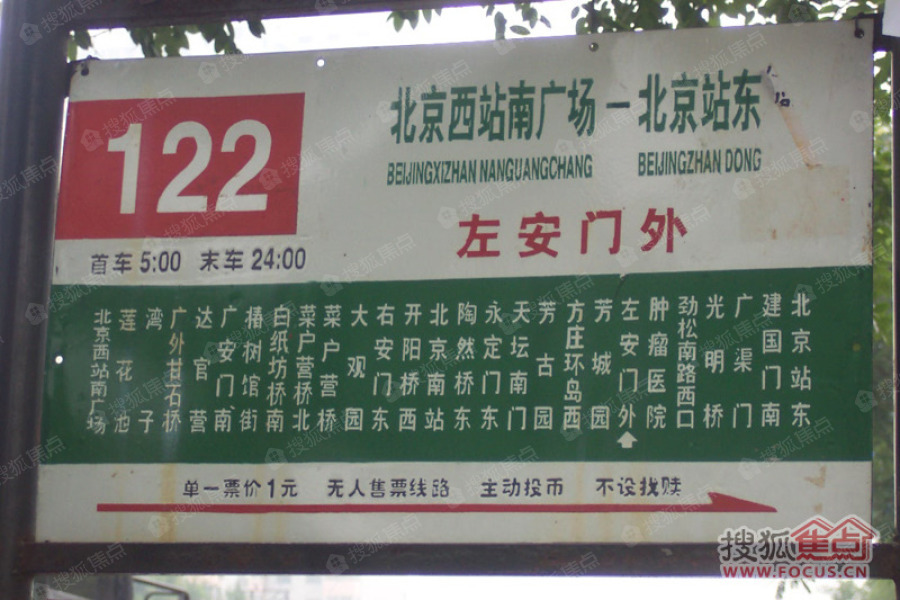 122
北京西站南广场—北京站东
BEIJINGXIZHAN NANGUANGCHANG BEIJINGZHAN DONG
左安门外
首车 5:00 末车 24:00
北京西站南广场
莲花池
湾子
广外甘石桥
达官营
广安门南
椿树馆街
白纸坊桥南
菜户营桥北
菜户营桥
大观园
右安门东
开阳桥西
北京南站
陶然桥东
永定门东
天坛南门
芳古园
方庄环岛西
芳城园
左安门外
肿瘤医院
劲松南路西口
光明桥
广渠门
建国门南
北京站东
单一票价1元 无人售票线路 主动投币 不设找赎
搜狐焦点
WWW.FOCUS.CN